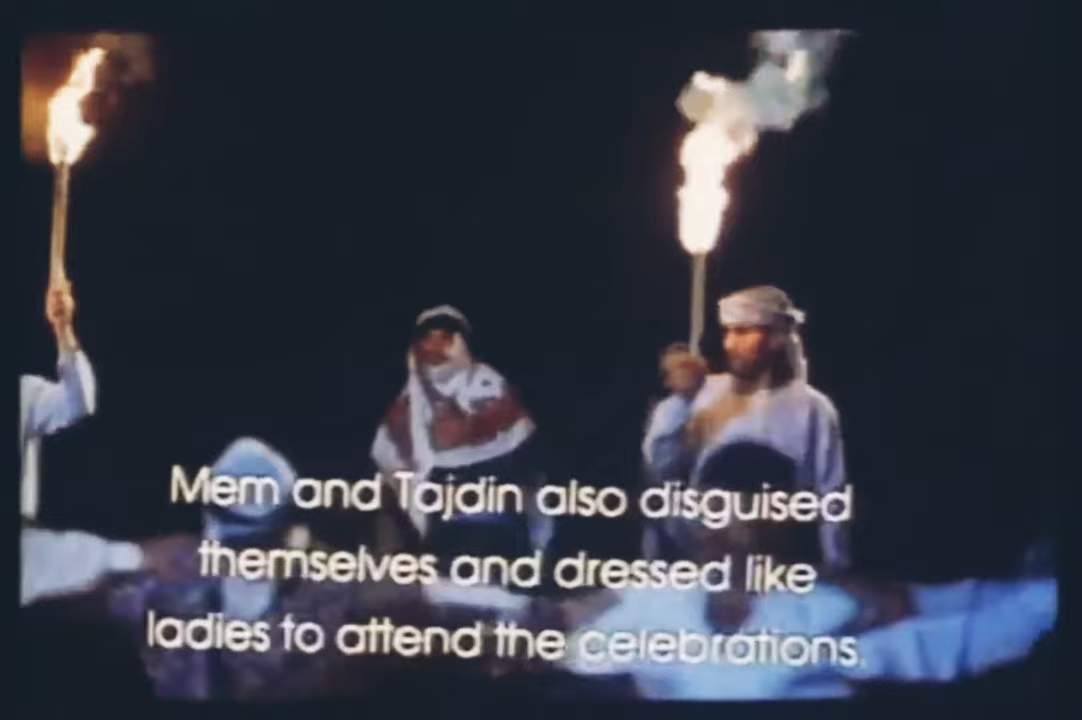 Mem and Tajdin also disguised
themselves and dressed like
ladies to attend the celebrations.